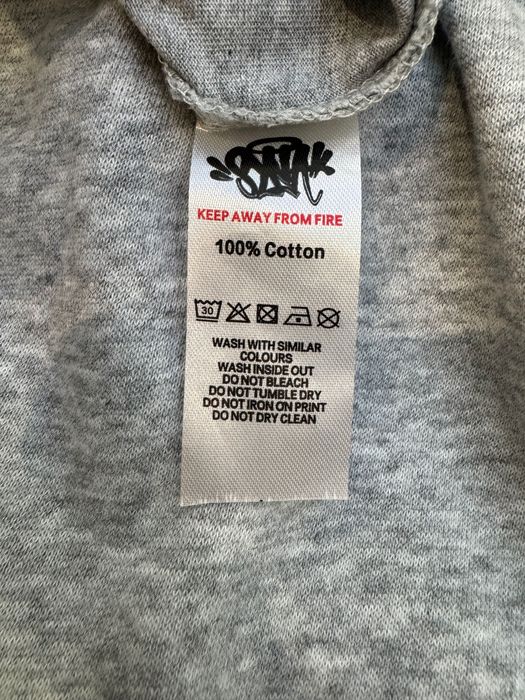 KEEP AWAY FROM FIRE
100% Cotton
30
WASH WITH SIMILAR
COLOURS
WASH INSIDE OUT
DO NOT BLEACH
DO NOT TUMBLE DRY
DO NOT IRON ON PRINT
DO NOT DRY CLEAN